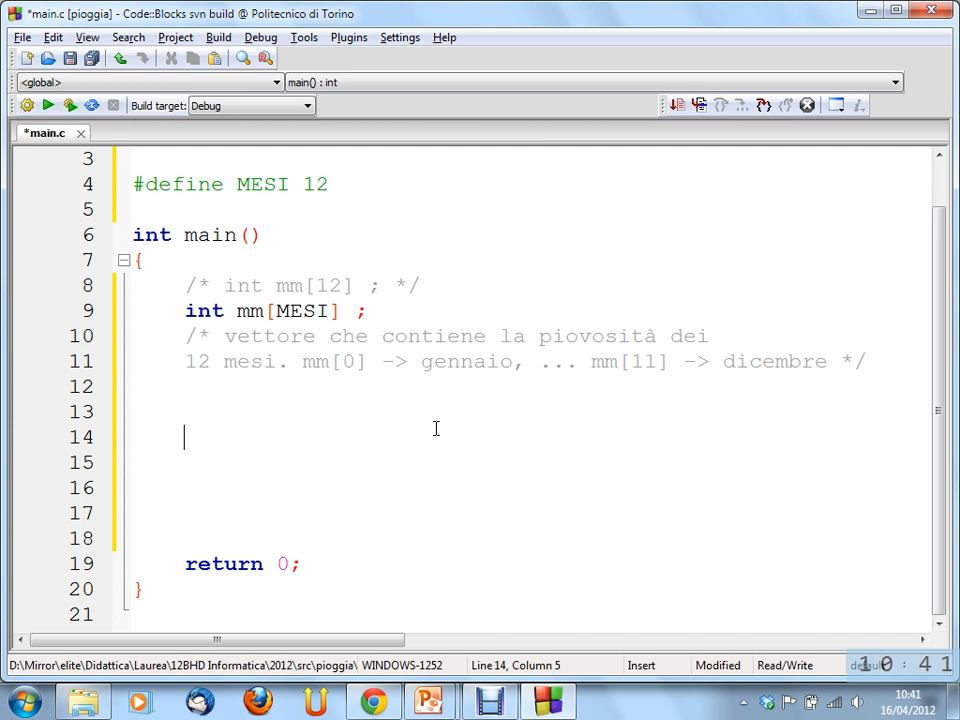 *main.c [pioggia] - Code::Blocks svn build @ Politecnico di Torino
File Edit View Search Project Build Debug Tools Plugins Settings Help
<global> main() : int
Build target: Debug
*main.c
3
4 #define MESI 12
5
6 int main()
7 {
8 /* int mm[12] ; */
9 int mm[MESI] ;
10 /* vettore che contiene la piovosità dei
11 12 mesi. mm[0] -> gennaio, ... mm[11] -> dicembre */
12
13
14
15
16
17
18
19 return 0;
20 }
21
D:\Mirror\elite\Didattica\Laurea\12BHD Informatica\2012\src\pioggia\ WINDOWS-1252 Line 14, Column 5 Insert Modified Read/Write default
10:41
10:41
16/04/2012